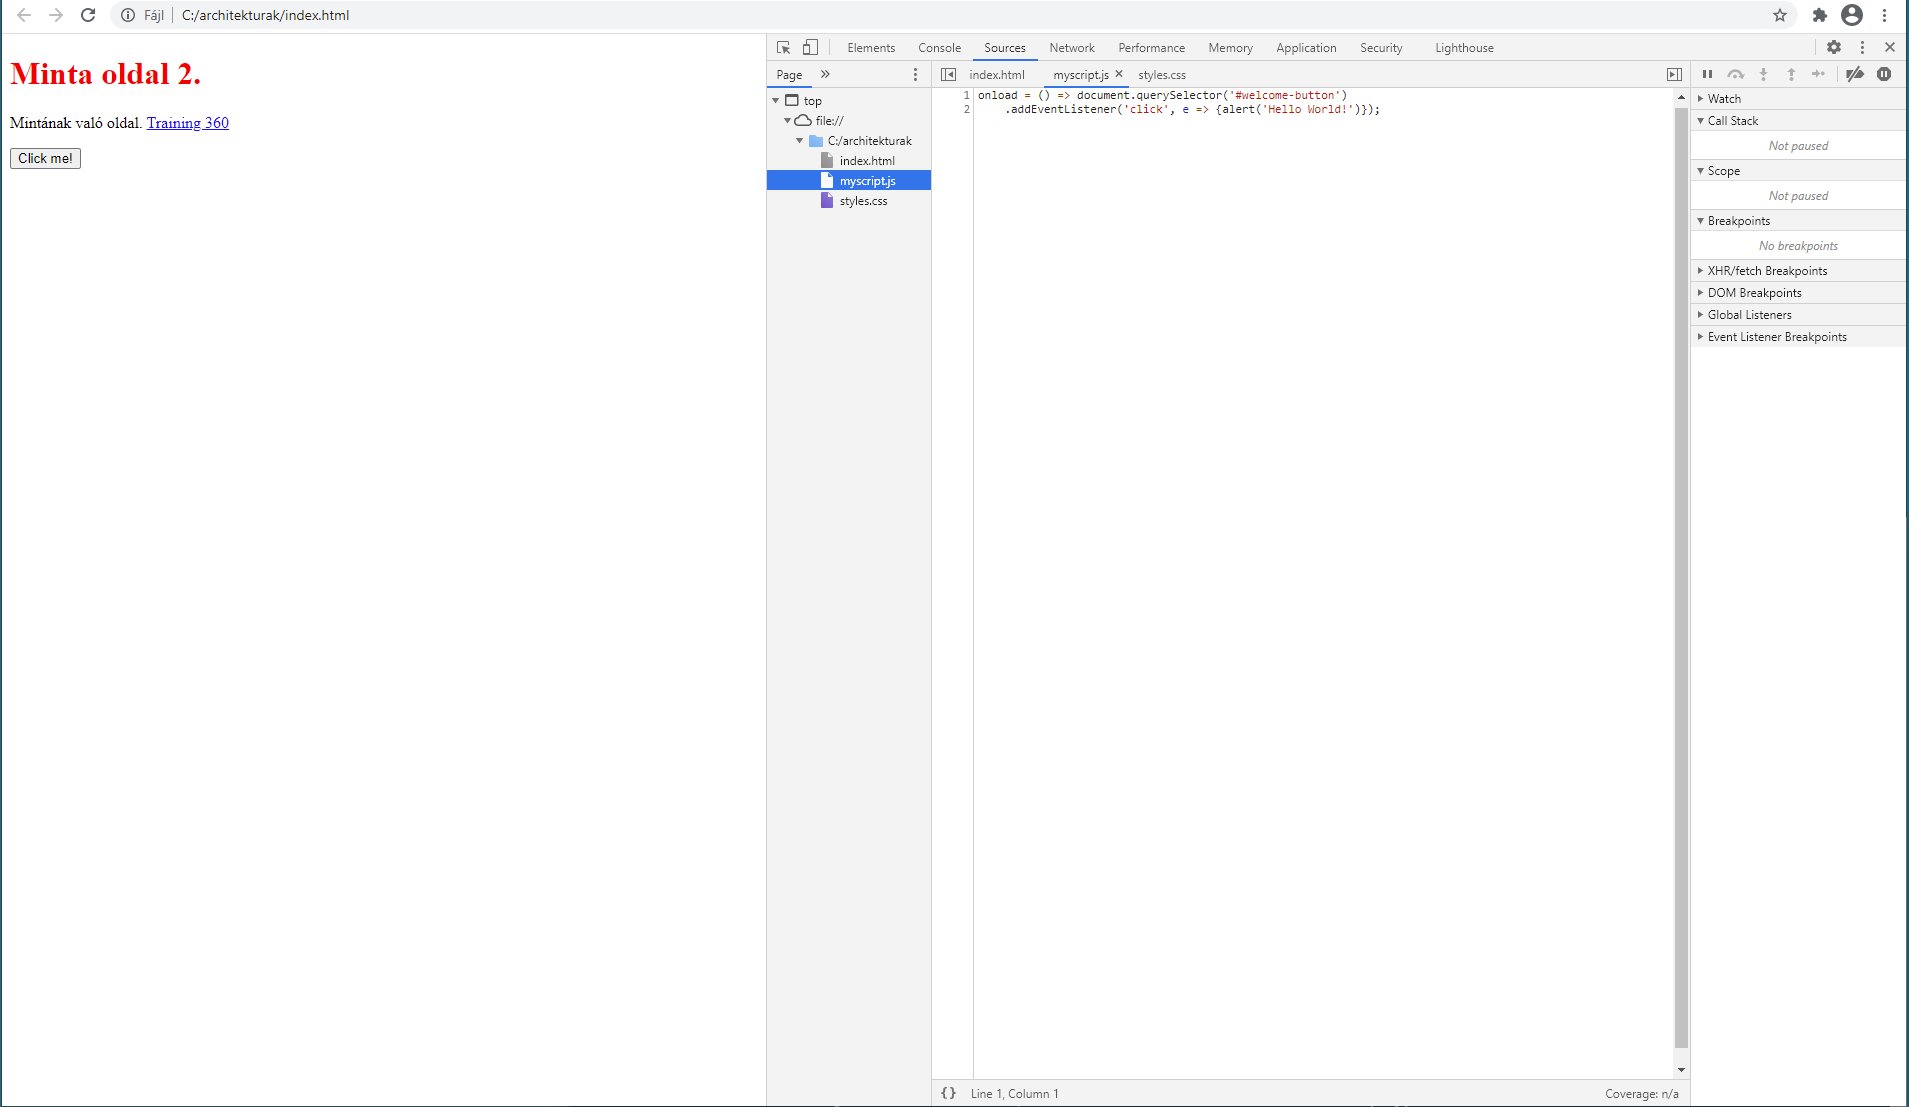 Fájl C:/architekturak/index.html
Minta oldal 2.
Mintának való oldal. Training 360
Click me!
Elements Console Sources Network Performance Memory Application Security Lighthouse
Page
top
file://
C:/architekturak
index.html
myscript.js
styles.css
index.html myscript.js styles.css
1 onload = () => document.querySelector('#welcome-button')
2 .addEventListener('click', e => {alert('Hello World!')});
{} Line 1, Column 1 Coverage: n/a
Watch
Call Stack
Not paused
Scope
Not paused
Breakpoints
No breakpoints
XHR/fetch Breakpoints
DOM Breakpoints
Global Listeners
Event Listener Breakpoints